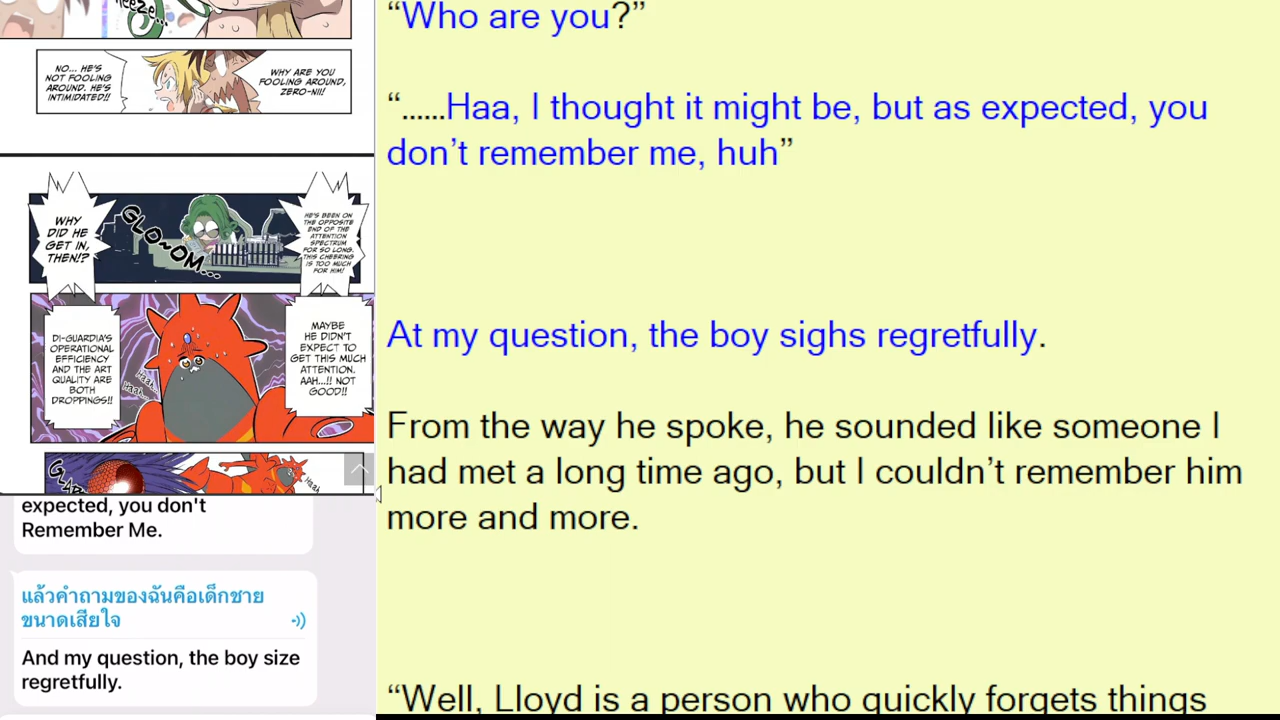 eeze...
NO... HE'S
NOT FOOLING
AROUND. HE'S
INTIMIDATED!!
WHY ARE YOU
FOOLING AROUND,
ZERO-NII!
WHY
DID HE
GET IN,
THEN!?
GLO~OM...
HE'S BEEN ON
THE OPPOSITE
END OF THE
ATTENTION
SPECTRUM
FOR SO LONG,
THIS CHEERING
IS TOO MUCH
FOR HIM!
DI-GUARDIA'S
OPERATIONAL
EFFICIENCY
AND THE ART
QUALITY ARE
BOTH
DROPPINGS!!
Haah...
Haah...
MAYBE
HE DIDN'T
EXPECT TO
GET THIS MUCH
ATTENTION.
AAH...!! NOT
GOOD!!
Haah
expected, you don't
Remember Me.
แล้วคำถามของฉันคือเด็กชาย
ขนาดเสียใจ
And my question, the boy size
regretfully.
“Who are you?”
“......Haa, I thought it might be, but as expected, you
don’t remember me, huh”
At my question, the boy sighs regretfully.
From the way he spoke, he sounded like someone I
had met a long time ago, but I couldn’t remember him
more and more.
“Well, Lloyd is a person who quickly forgets things